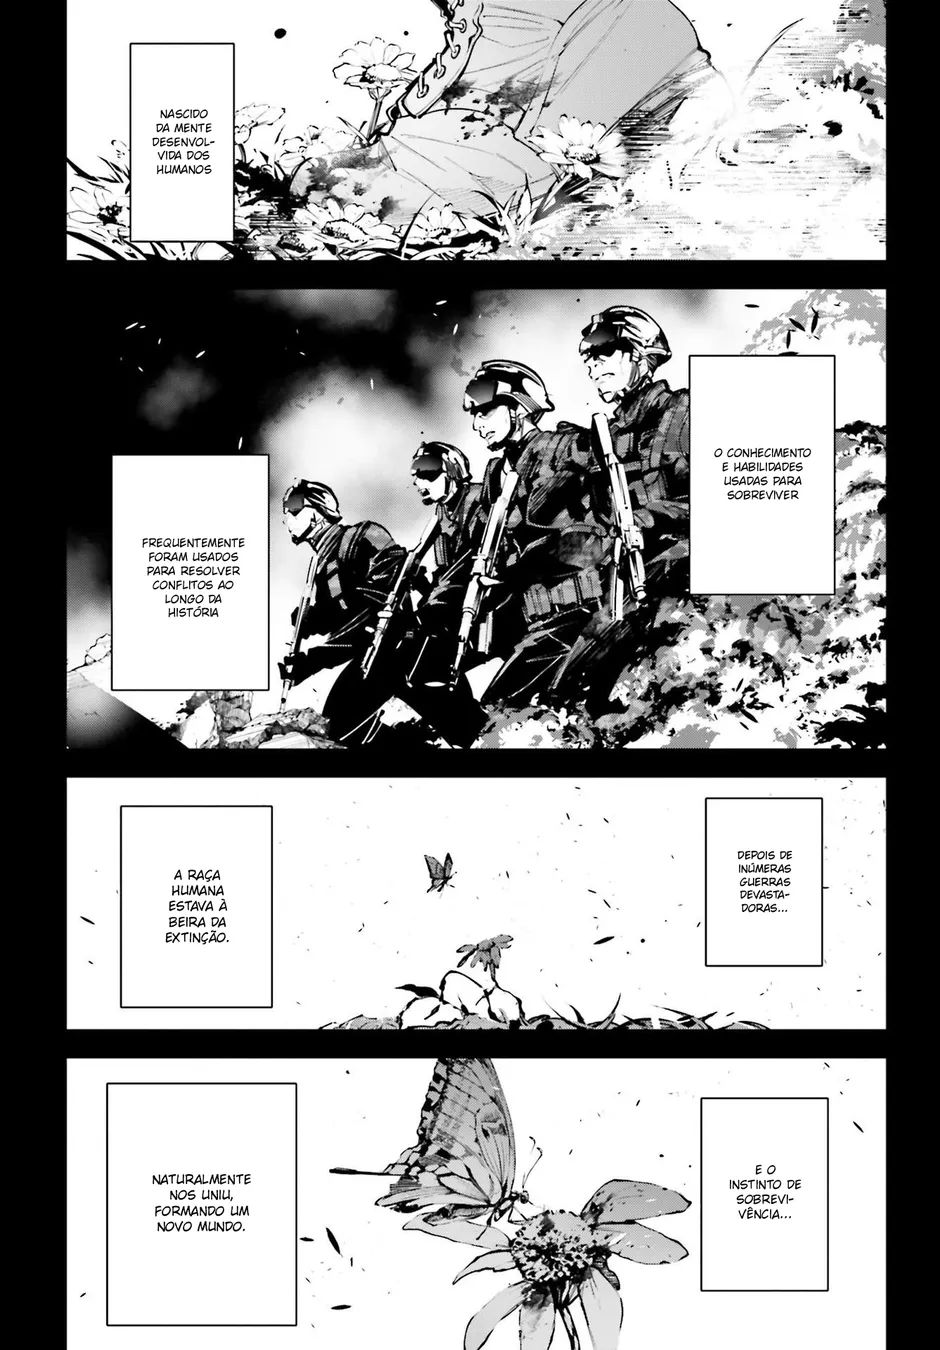 NASCIDO
DA MENTE
DESENVOL-
VIDA DOS
HUMANOS
O CONHECIMENTO
E HABILIDADES
USADAS PARA
SOBREVIVER
FREQUENTEMENTE
FORAM USADOS
PARA RESOLVER
CONFLITOS AO
LONGO DA
HISTÓRIA
DEPOIS DE
INÚMERAS
GUERRAS
DEVASTA-
DORAS...
A RAÇA
HUMANA
ESTAVA À
BEIRA DA
EXTINÇÃO.
E O
INSTINTO DE
SOBREVI-
VÊNCIA...
NATURALMENTE
NOS UNIU,
FORMANDO UM
NOVO MUNDO.